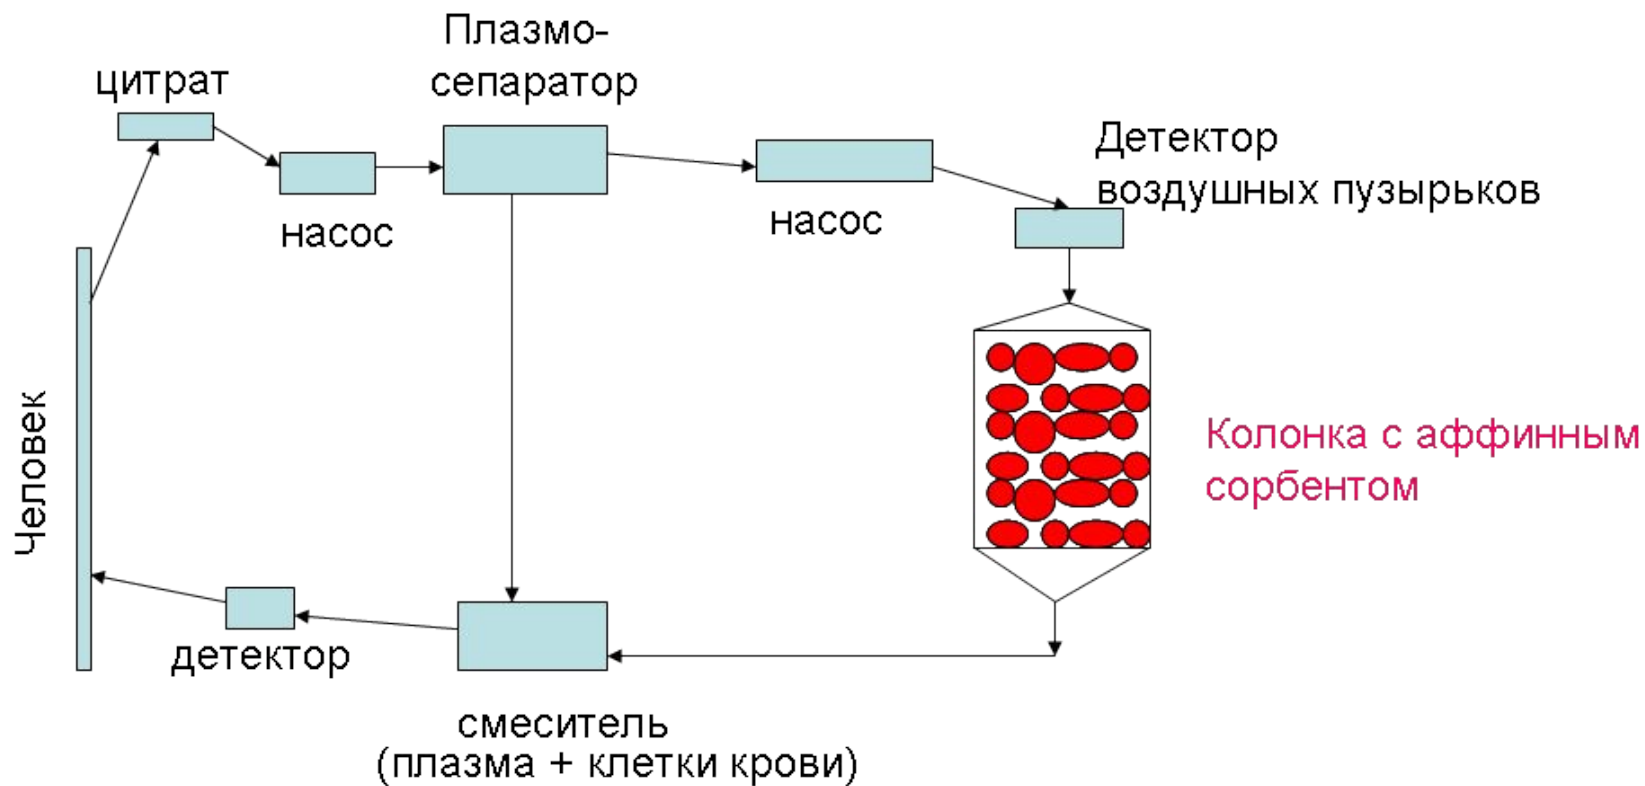 Плазмо-
сепаратор
цитрат
Детектор
воздушных пузырьков
насос
насос
Человек
Колонка с аффинным
сорбентом
детектор
смеситель
(плазма + клетки крови)